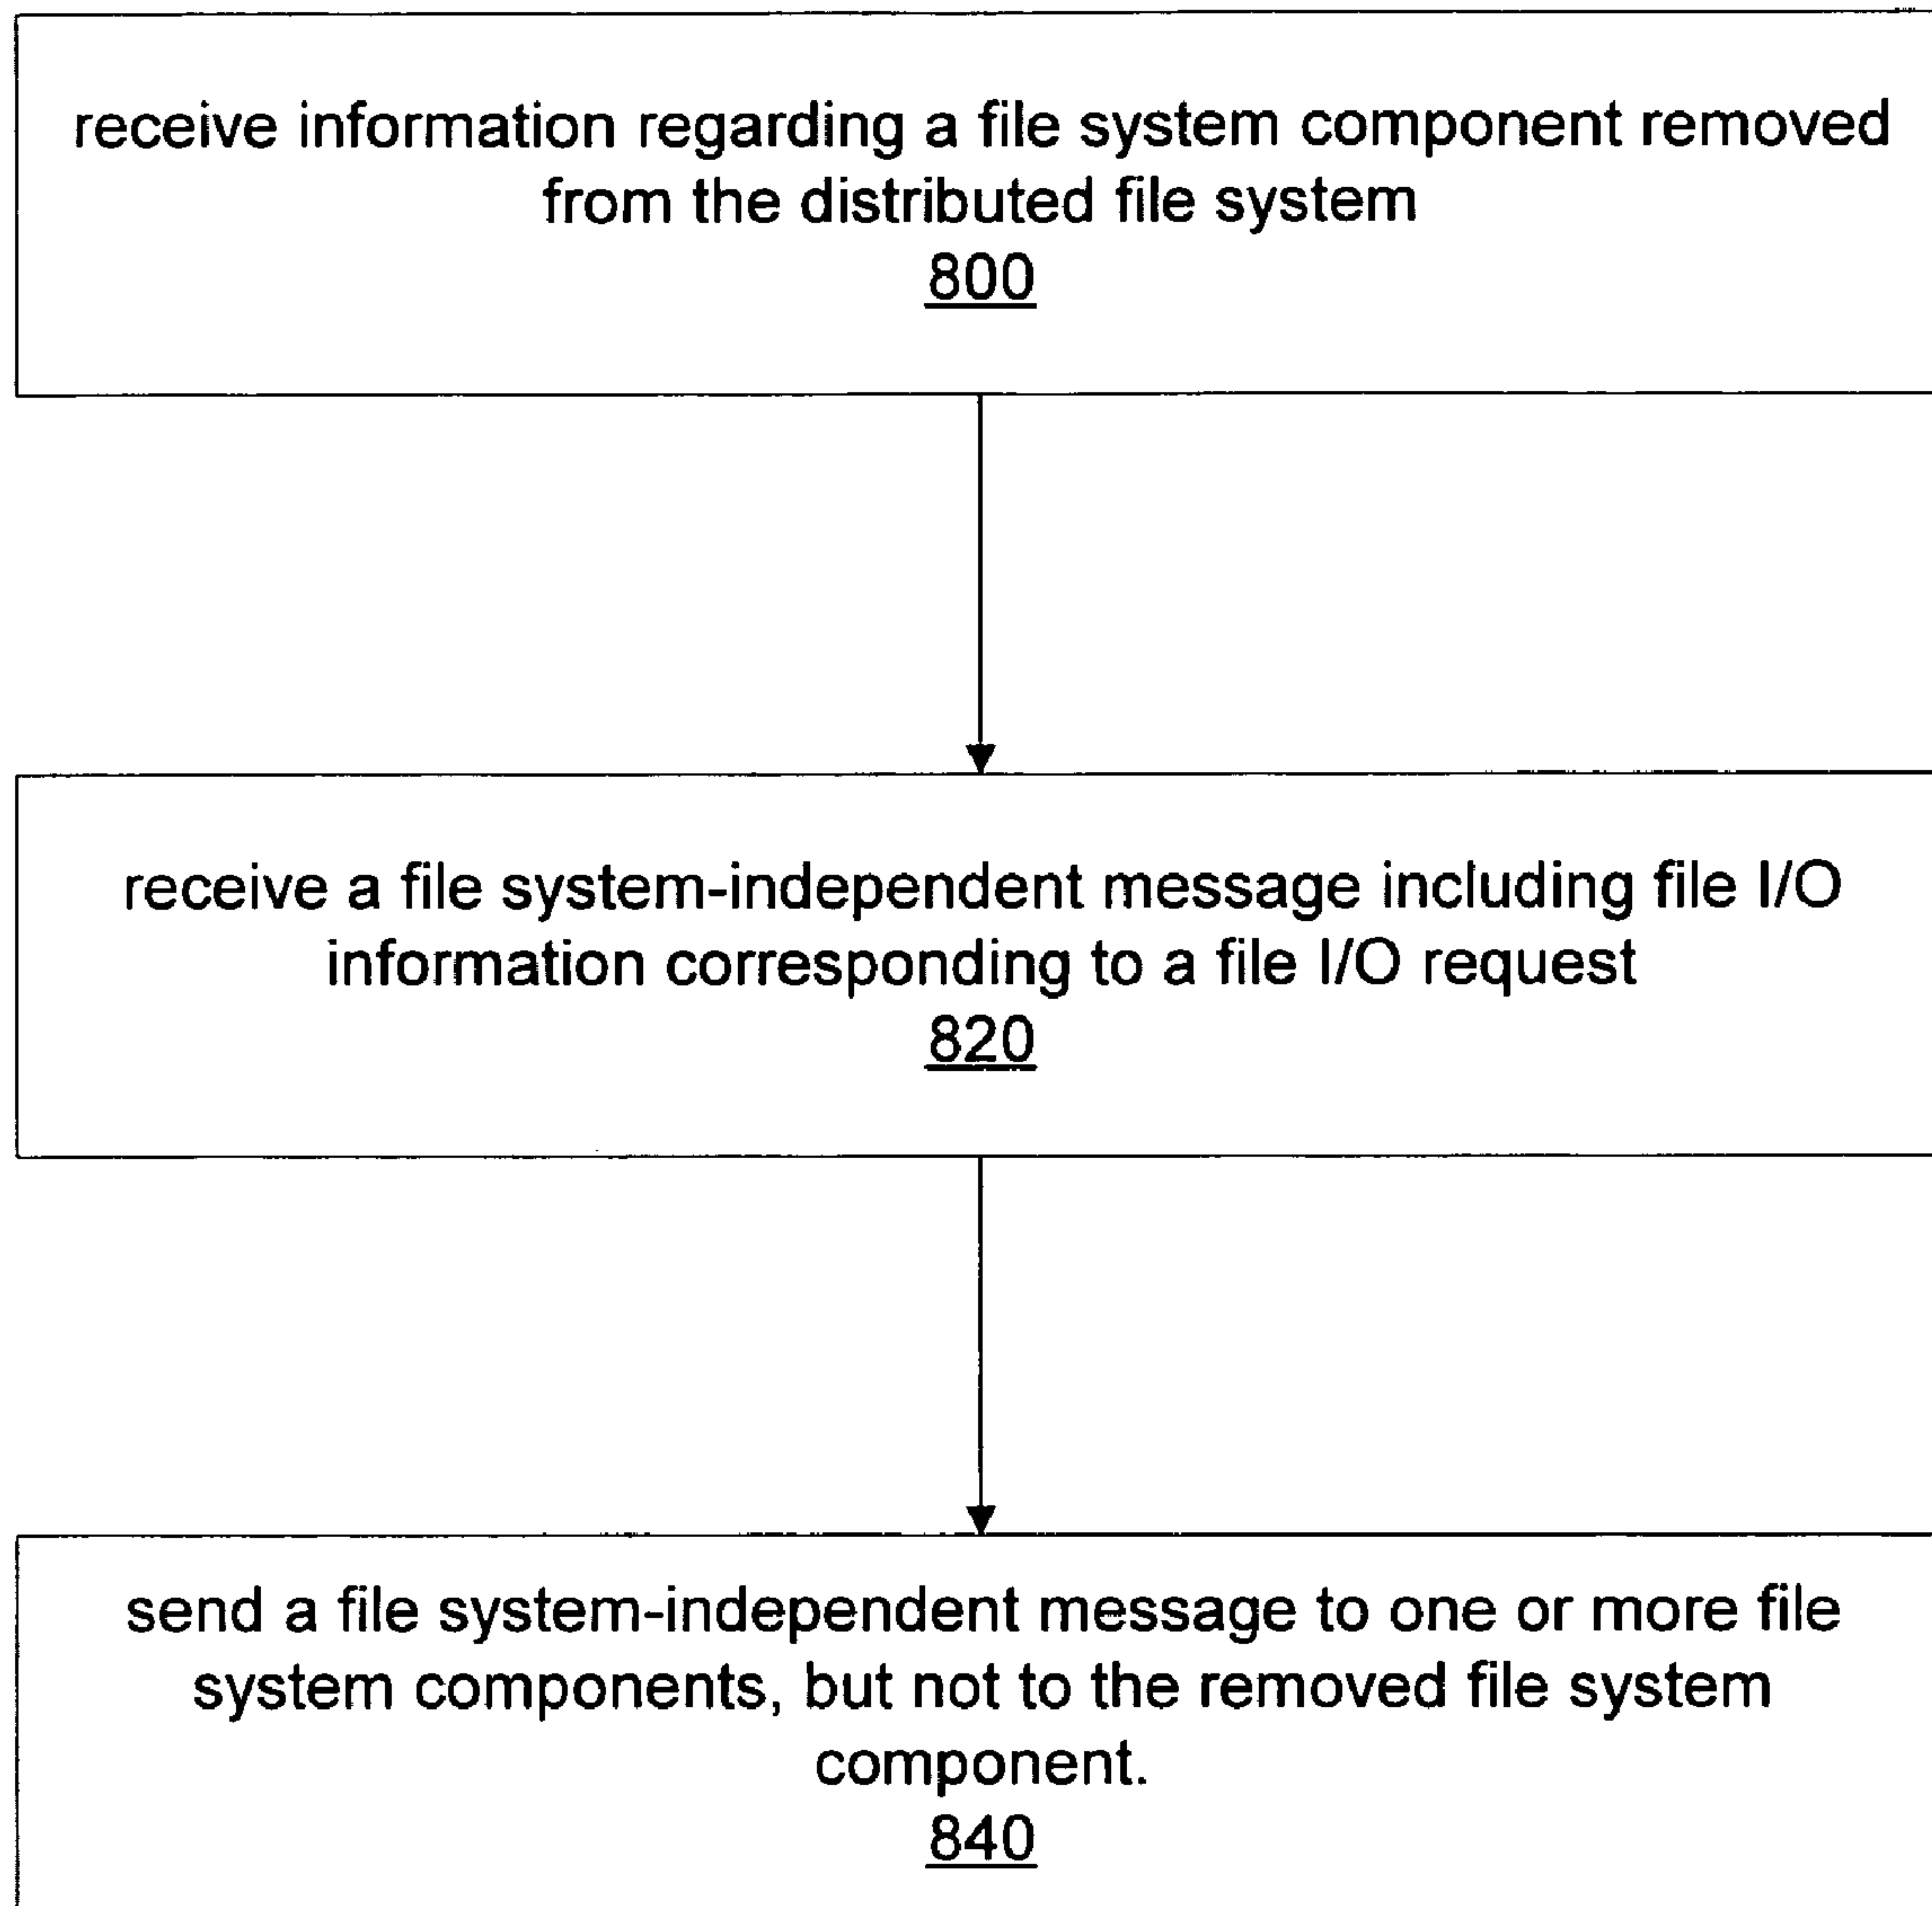 receive information regarding a file system component removed
from the distributed file system
800
receive a file system-independent message including file I/O
information corresponding to a file I/O request
820
send a file system-independent message to one or more file
system components, but not to the removed file system
component.
840